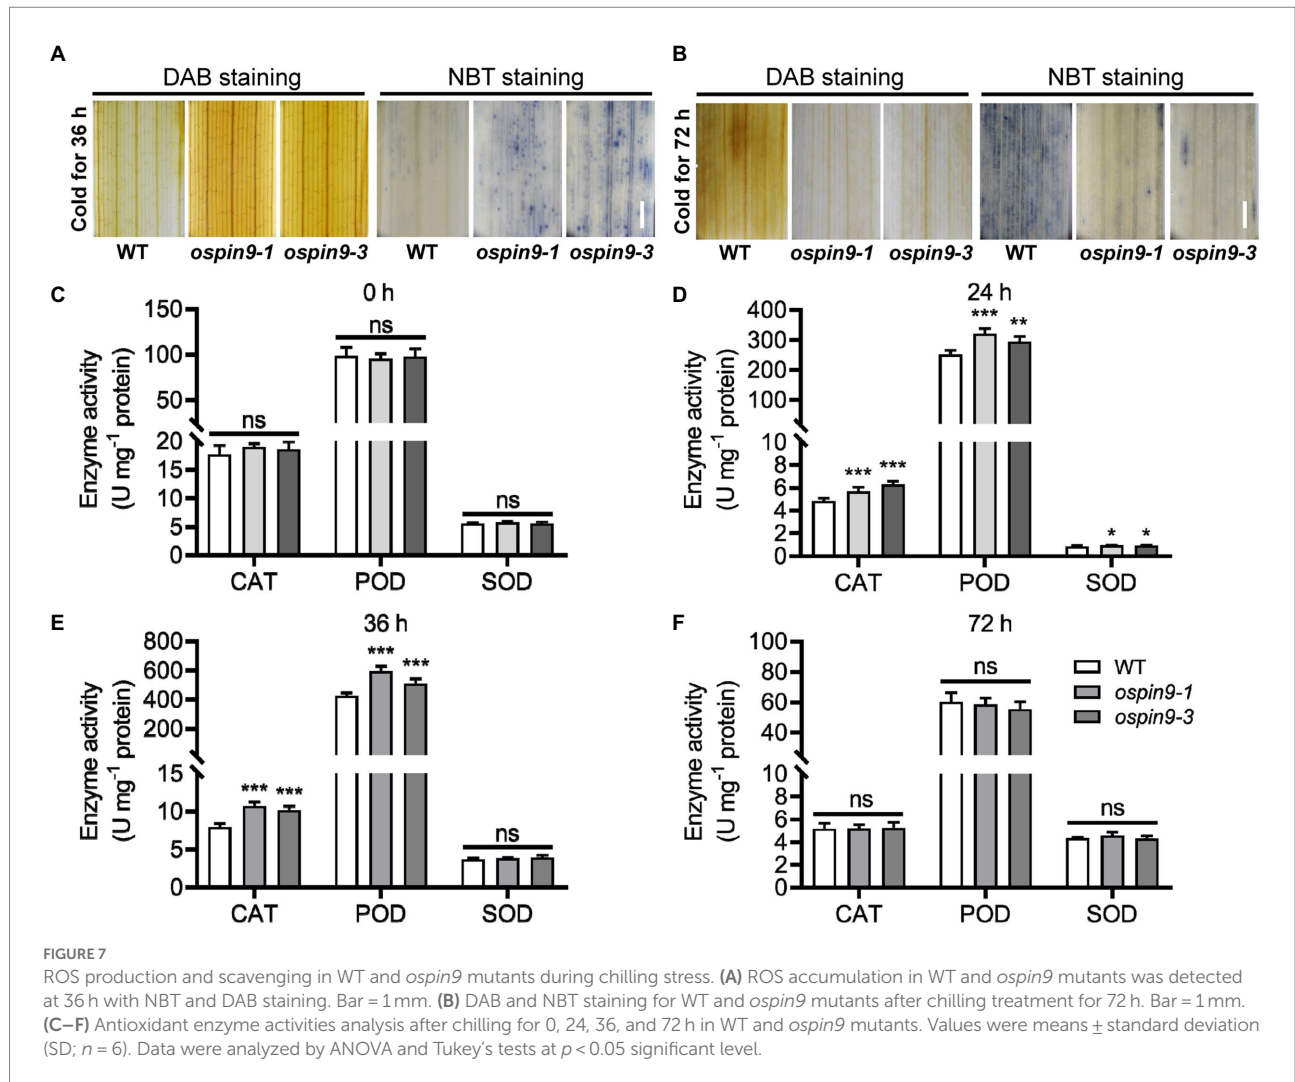 A
DAB staining NBT staining
Cold for 36 h
WT ospin9-1 ospin9-3 WT ospin9-1 ospin9-3
B
DAB staining NBT staining
Cold for 72 h
WT ospin9-1 ospin9-3 WT ospin9-1 ospin9-3
C
0 h
Enzyme activity
(U mg⁻¹ protein)
150
100
50
20
15
10
5
0
ns
ns
ns
CAT POD SOD
D
24 h
Enzyme activity
(U mg⁻¹ protein)
400
300
200
100
10
8
6
4
2
0
*** ***
*** **
* *
CAT POD SOD
E
36 h
Enzyme activity
(U mg⁻¹ protein)
800
600
400
200
15
10
5
0
*** ***
*** ***
ns
CAT POD SOD
F
72 h
Enzyme activity
(U mg⁻¹ protein)
100
80
60
40
10
8
6
4
2
0
ns
ns
ns
CAT POD SOD
WT
ospin9-1
ospin9-3
FIGURE 7
ROS production and scavenging in WT and ospin9 mutants during chilling stress. (A) ROS accumulation in WT and ospin9 mutants was detected
at 36 h with NBT and DAB staining. Bar = 1 mm. (B) DAB and NBT staining for WT and ospin9 mutants after chilling treatment for 72 h. Bar = 1 mm.
(C–F) Antioxidant enzyme activities analysis after chilling for 0, 24, 36, and 72 h in WT and ospin9 mutants. Values were means ± standard deviation
(SD; n = 6). Data were analyzed by ANOVA and Tukey's tests at p < 0.05 significant level.